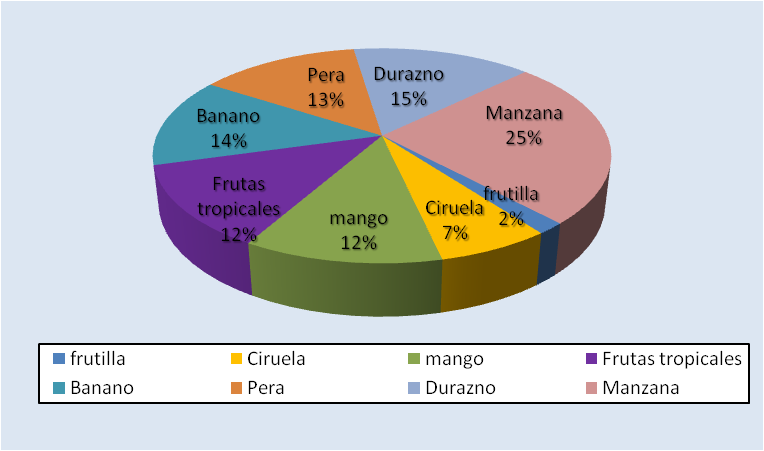 Durazno
15%
Pera
13%
Manzana
25%
Banano
14%
Frutas
tropicales
12%
frutilla
2%
Ciruela
7%
mango
12%
frutilla Ciruela mango Frutas tropicales
Banano Pera Durazno Manzana